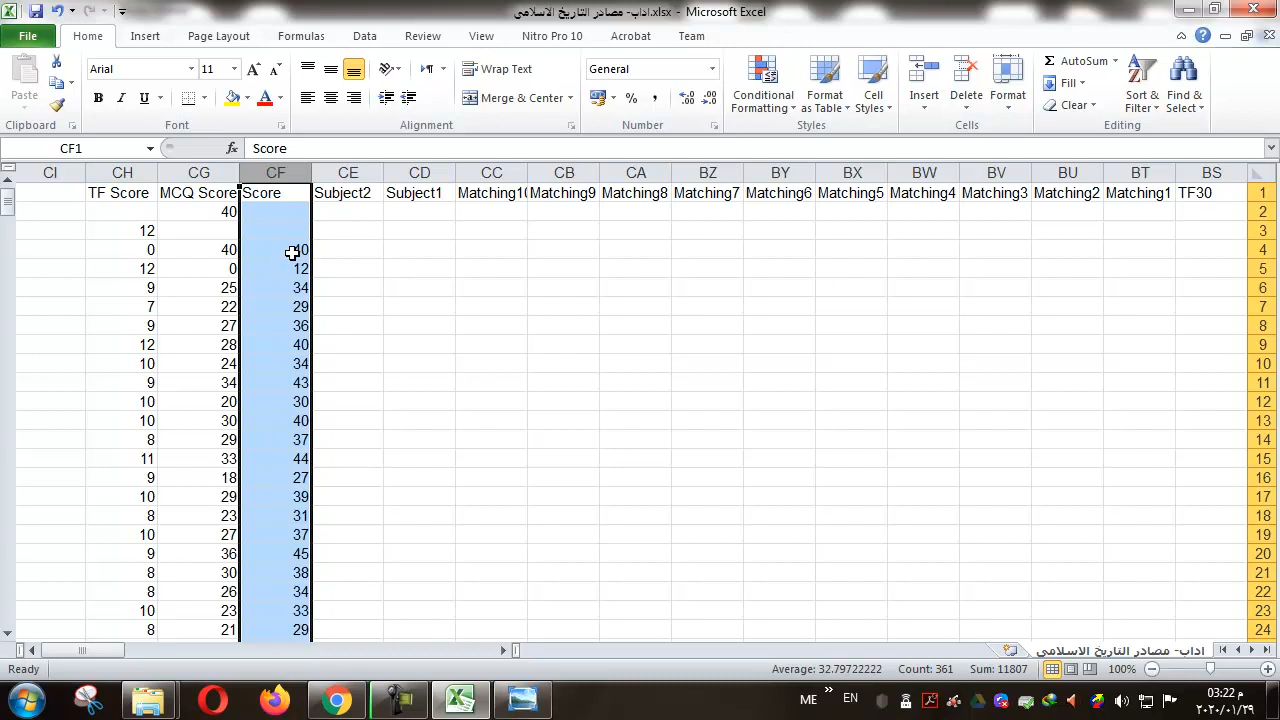 اداب- مصادر التاريخ الاسلامي.xlsx - Microsoft Excel
File Home Insert Page Layout Formulas Data Review View Nitro Pro 10 Acrobat Team
Arial 11 Wrap Text General AutoSum
Paste B I U Merge & Center % , Conditional Formatting Format as Table Cell Styles Insert Delete Format Fill Clear Sort & Filter Find & Select
Clipboard Font Alignment Number Styles Cells Editing
CF1 fx Score
CI CH CG CF CE CD CC CB CA BZ BY BX BW BV BU BT BS
TF Score MCQ Score Score Subject2 Subject1 Matching10 Matching9 Matching8 Matching7 Matching6 Matching5 Matching4 Matching3 Matching2 Matching1 TF30 1
40 2
12 3
0 40 40 4
12 0 12 5
9 25 34 6
7 22 29 7
9 27 36 8
12 28 40 9
10 24 34 10
9 34 43 11
10 20 30 12
10 30 40 13
8 29 37 14
11 33 44 15
9 18 27 16
10 29 39 17
8 23 31 18
10 27 37 19
9 36 45 20
8 30 38 21
8 26 34 22
10 23 33 23
8 21 29 24
اداب- مصادر التاريخ الاسلامي
Ready Average: 32.79722222 Count: 361 Sum: 11807 100%
ME EN 03:22 م
٢٠٢٠/٠١/٢٩